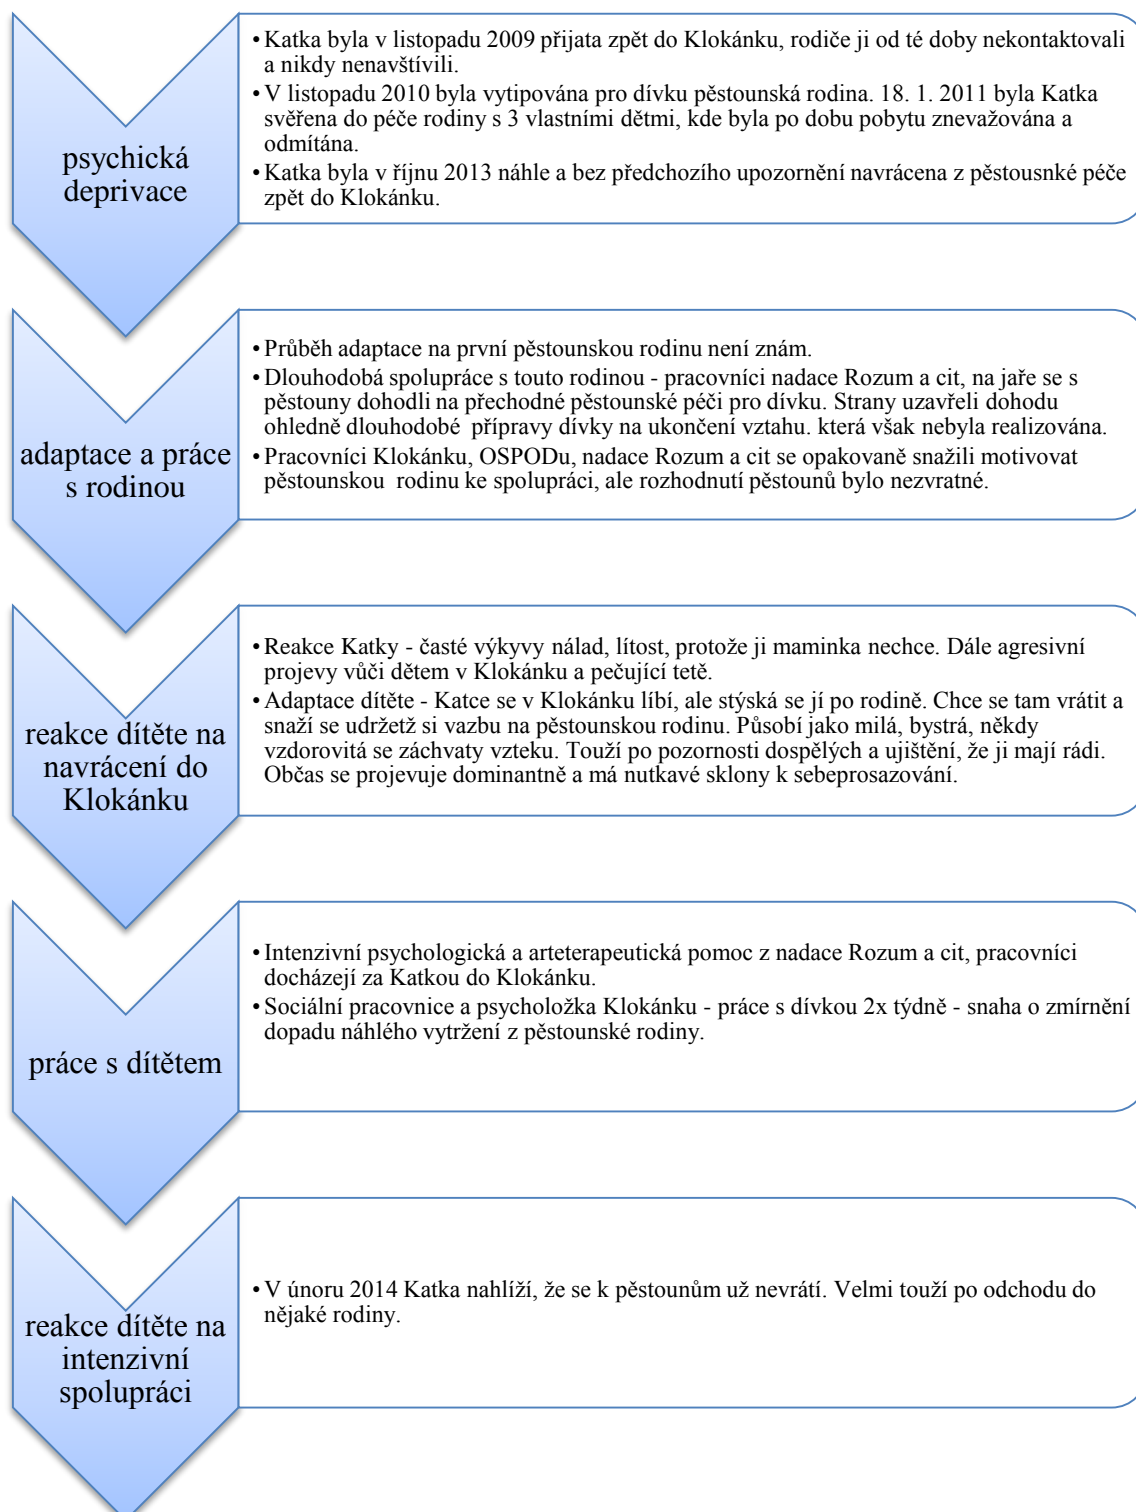 psychická
deprivace
• Katka byla v listopadu 2009 přijata zpět do Klokánku, rodiče ji od té doby nekontaktovali
a nikdy nenavštívili.
• V listopadu 2010 byla vytipována pro dívku pěstounská rodina. 18. 1. 2011 byla Katka
svěřena do péče rodiny s 3 vlastními dětmi, kde byla po dobu pobytu znevažována a
odmítána.
• Katka byla v říjnu 2013 náhle a bez předchozího upozornění navrácena z pěstousnké péče
zpět do Klokánku.
adaptace a práce
s rodinou
• Průběh adaptace na první pěstounskou rodinu není znám.
• Dlouhodobá spolupráce s touto rodinou - pracovníci nadace Rozum a cit, na jaře se s
pěstouny dohodli na přechodné pěstounské péči pro dívku. Strany uzavřeli dohodu
ohledně dlouhodobé přípravy dívky na ukončení vztahu. která však nebyla realizována.
• Pracovníci Klokánku, OSPODu, nadace Rozum a cit se opakovaně snažili motivovat
pěstounskou rodinu ke spolupráci, ale rozhodnutí pěstounů bylo nezvratné.
reakce dítěte na
navrácení do
Klokánku
• Reakce Katky - časté výkyvy nálad, lítost, protože ji maminka nechce. Dále agresivní
projevy vůči dětem v Klokánku a pečující tetě.
• Adaptace dítěte - Katce se v Klokánku líbí, ale stýská se jí po rodině. Chce se tam vrátit a
snaží se udržetž si vazbu na pěstounskou rodinu. Působí jako milá, bystrá, někdy
vzdorovitá se záchvaty vzteku. Touží po pozornosti dospělých a ujištění, že ji mají rádi.
Občas se projevuje dominantně a má nutkavé sklony k sebeprosazování.
práce s dítětem
• Intenzivní psychologická a arteterapeutická pomoc z nadace Rozum a cit, pracovníci
docházejí za Katkou do Klokánku.
• Sociální pracovnice a psycholožka Klokánku - práce s dívkou 2x týdně - snaha o zmírnění
dopadu náhlého vytržení z pěstounské rodiny.
reakce dítěte na
intenzivní
spolupráci
• V únoru 2014 Katka nahlíží, že se k pěstounům už nevrátí. Velmi touží po odchodu do
nějaké rodiny.